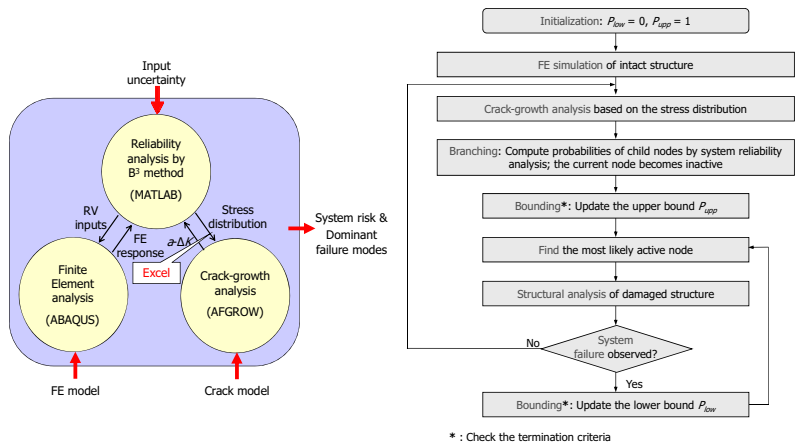 Input
uncertainty
Reliability
analysis by
B³ method
(MATLAB)
RV
inputs
FE
response
a-ΔK
Stress
distribution
Excel
Finite
Element
analysis
(ABAQUS)
Crack-growth
analysis
(AFGROW)
System risk &
Dominant
failure modes
FE model
Crack model
Initialization: Plow = 0, Pupp = 1
FE simulation of intact structure
Crack-growth analysis based on the stress distribution
Branching: Compute probabilities of child nodes by system reliability
analysis; the current node becomes inactive
Bounding*: Update the upper bound Pupp
Find the most likely active node
Structural analysis of damaged structure
No
System
failure observed?
Yes
Bounding*: Update the lower bound Plow
* : Check the termination criteria